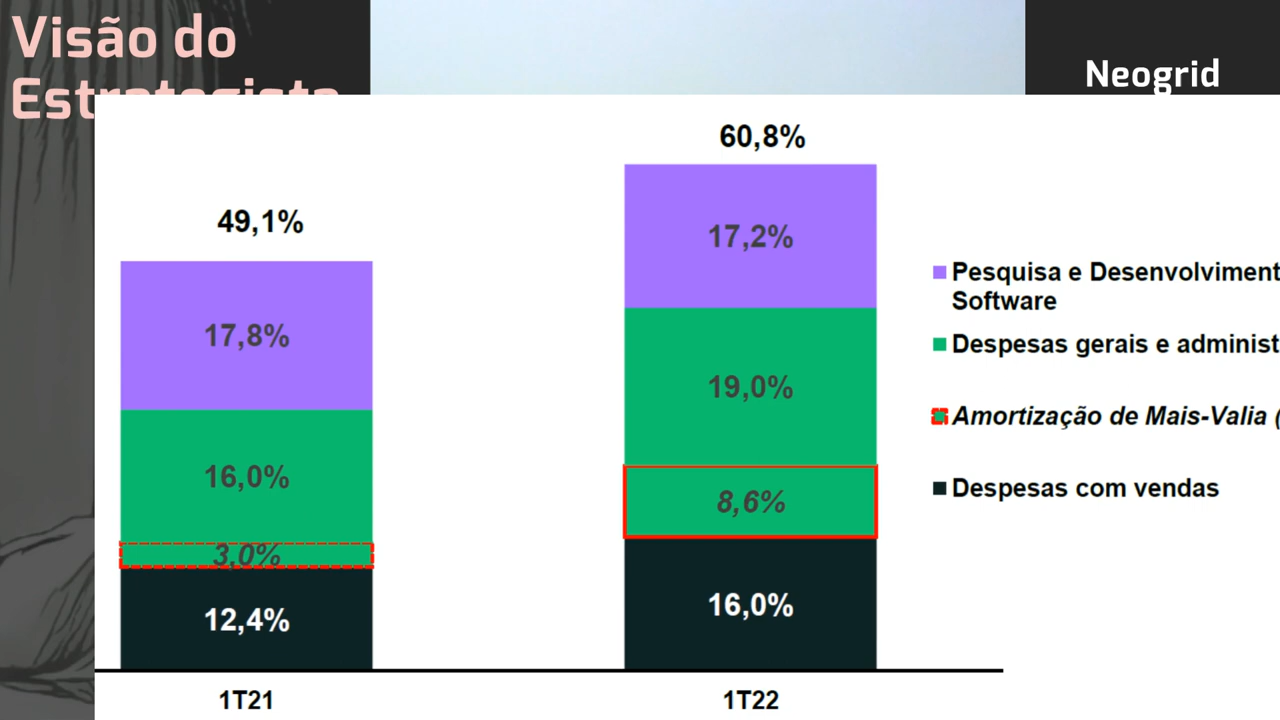 Visão do
Estrategista
Neogrid
60,8%
49,1%
17,2%
17,8%
19,0%
16,0%
8,6%
3,0%
16,0%
12,4%
1T21
1T22
Pesquisa e Desenvolviment
Software
Despesas gerais e administ
Amortização de Mais-Valia (
Despesas com vendas